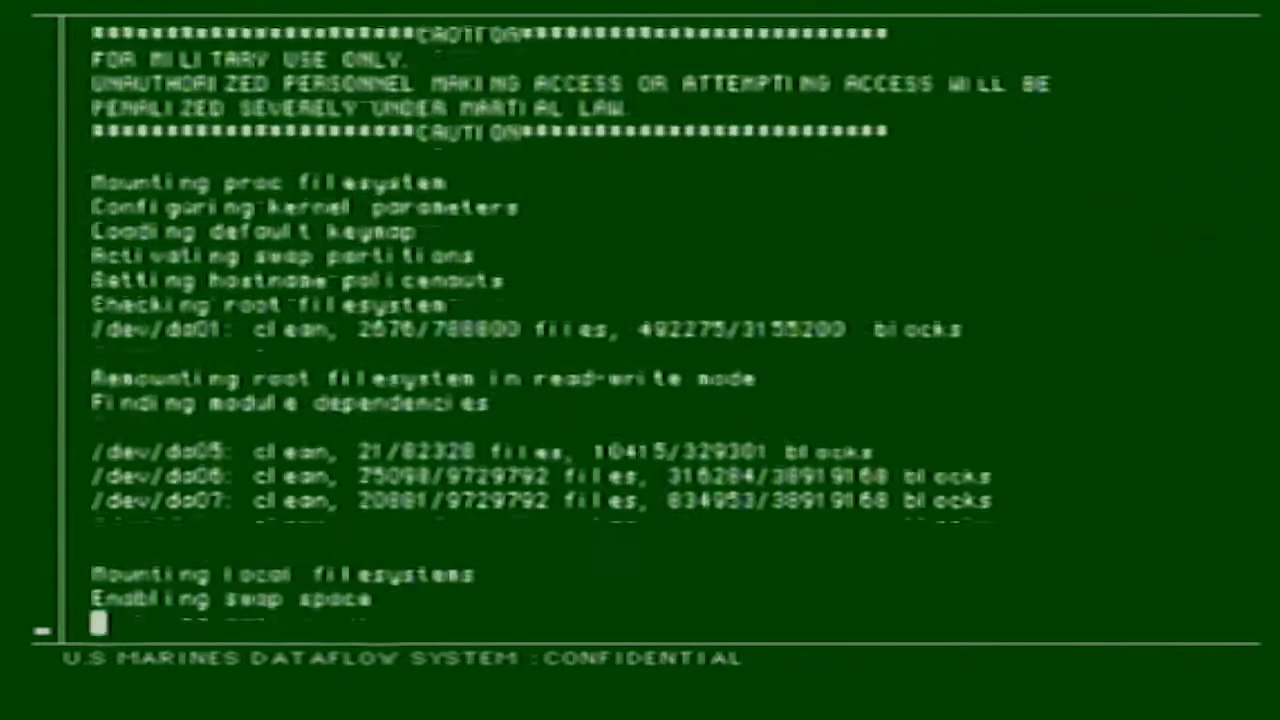 ***********************CAUTION**************************
FOR MILITARY USE ONLY.
UNAUTHORIZED PERSONNEL MAKING ACCESS OR ATTEMPTING ACCESS WILL BE
PENALIZED SEVERELY UNDER MARTIAL LAW.
***********************CAUTION**************************
Mounting proc filesystem
Configuring kernel parameters
Loading default keymap
Activating swap partitions
Setting hostname policenauts
Checking root filesystem
/dev/da01: clean, 2676/788800 files, 492275/3155200 blocks
Remounting root filesystem in read-write mode
Finding module dependencies
/dev/da05: clean, 21/82328 files, 10415/329301 blocks
/dev/da06: clean, 25098/9729792 files, 316284/38919168 blocks
/dev/da07: clean, 20881/9729792 files, 834953/38919168 blocks
Mounting local filesystems
Enabling swap space
U.S MARINES DATAFLOW SYSTEM :CONFIDENTIAL